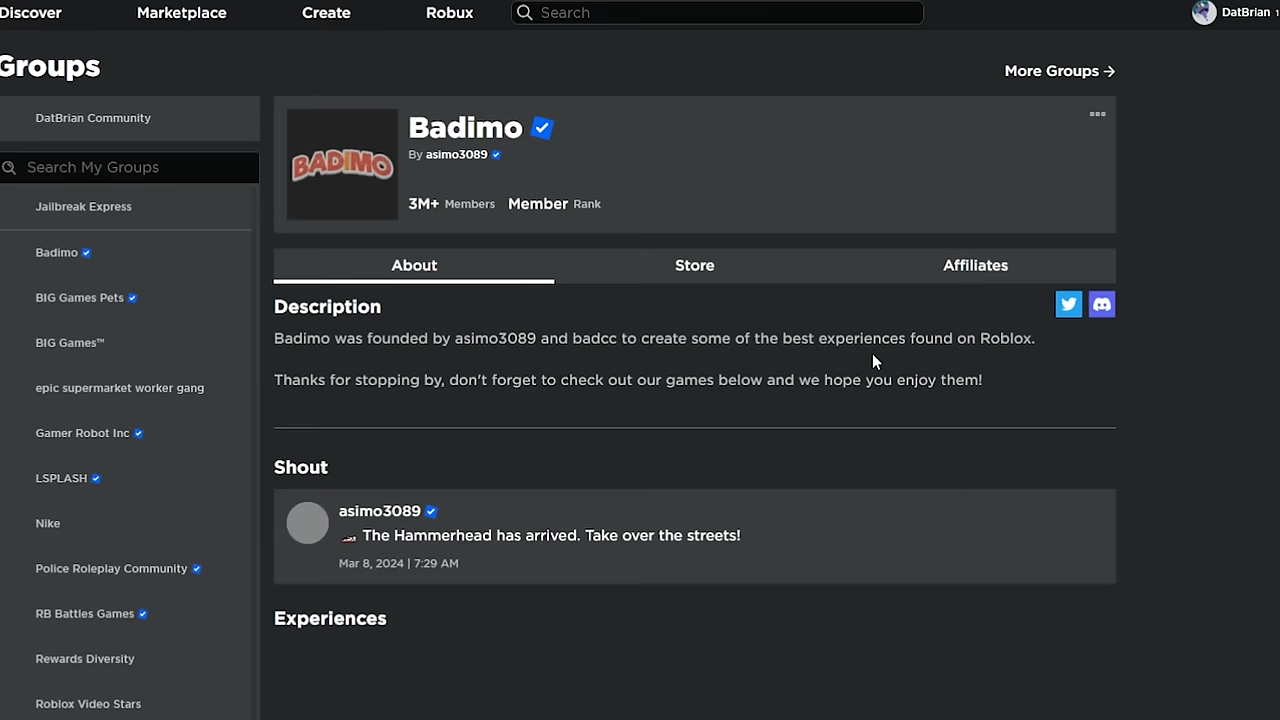 Discover
Marketplace
Create
Robux
Search
DatBrian
Groups
More Groups →
DatBrian Community
Search My Groups
Jailbreak Express
Badimo
BIG Games Pets
BIG Games™
epic supermarket worker gang
Gamer Robot Inc
LSPLASH
Nike
Police Roleplay Community
RB Battles Games
Rewards Diversity
Roblox Video Stars
BADIMO
Badimo
By asimo3089
3M+ Members Member Rank
About
Store
Affiliates
Description
Badimo was founded by asimo3089 and badcc to create some of the best experiences found on Roblox.
Thanks for stopping by, don't forget to check out our games below and we hope you enjoy them!
Shout
asimo3089
The Hammerhead has arrived. Take over the streets!
Mar 8, 2024 | 7:29 AM
Experiences